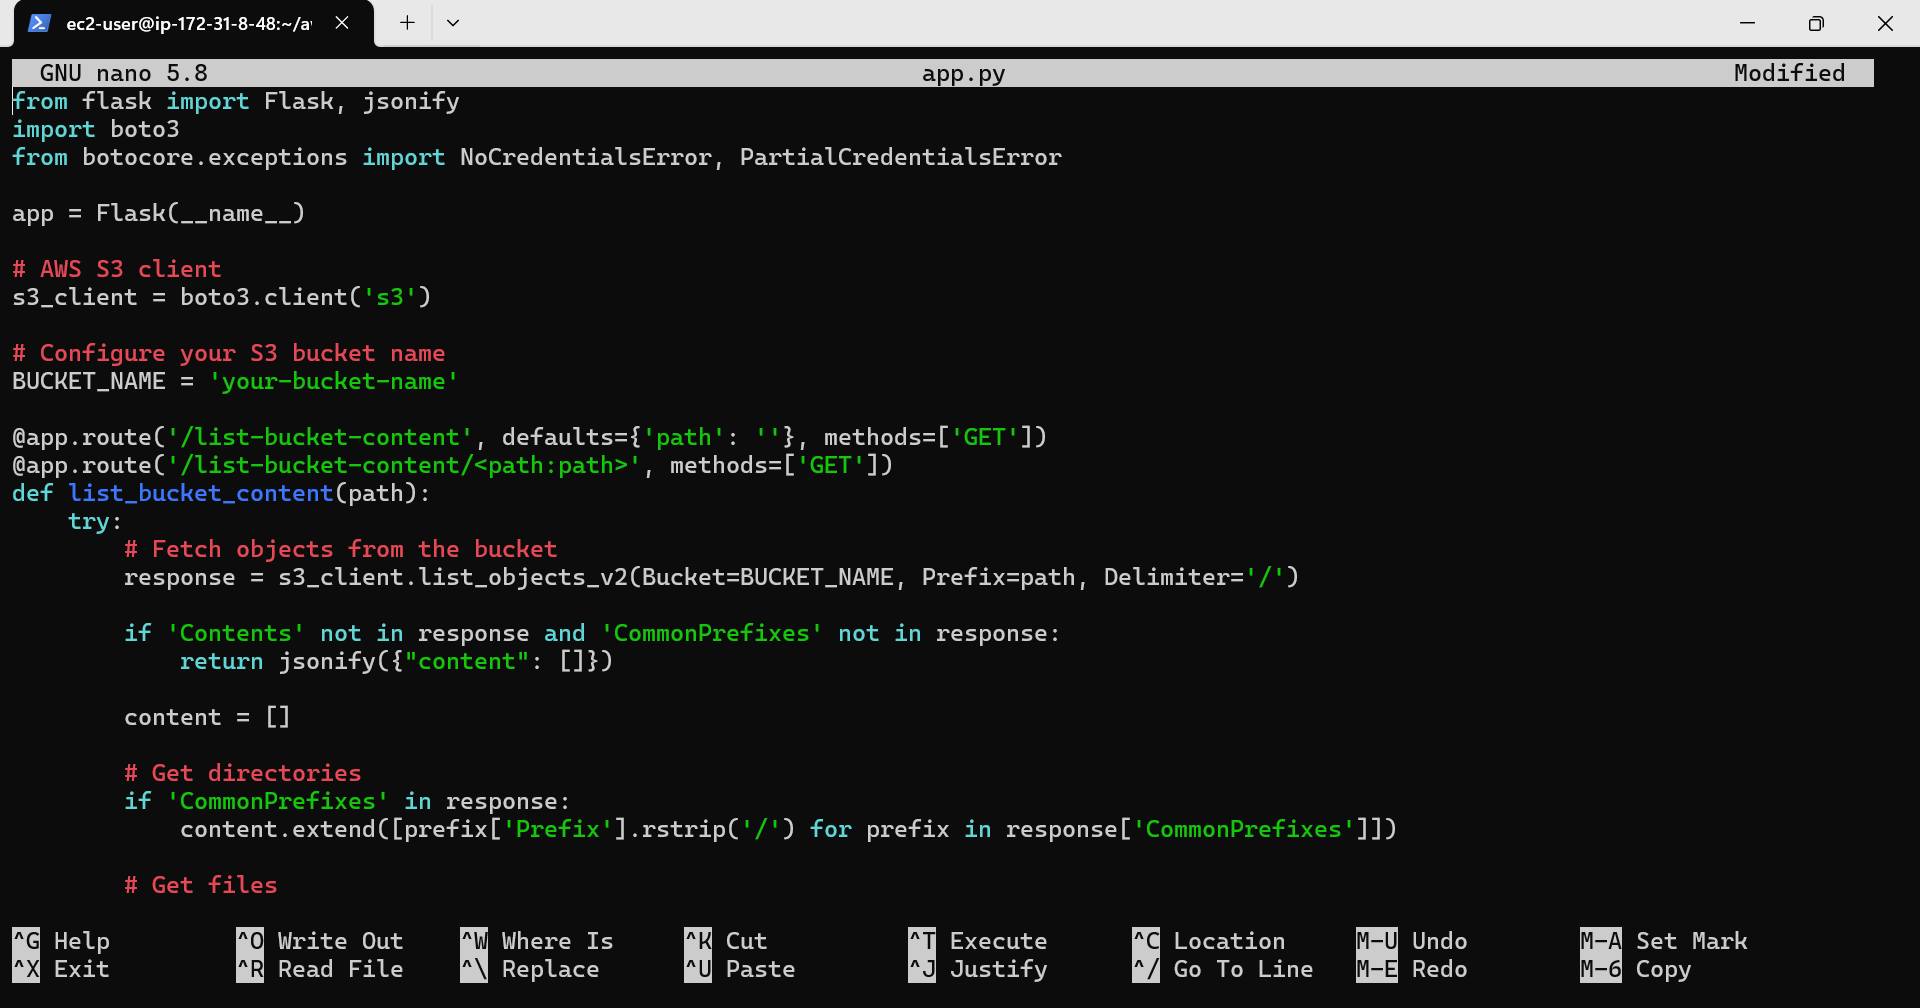 ec2-user@ip-172-31-8-48:~/a
GNU nano 5.8 app.py Modified
from flask import Flask, jsonify
import boto3
from botocore.exceptions import NoCredentialsError, PartialCredentialsError
app = Flask(__name__)
# AWS S3 client
s3_client = boto3.client('s3')
# Configure your S3 bucket name
BUCKET_NAME = 'your-bucket-name'
@app.route('/list-bucket-content', defaults={'path': ''}, methods=['GET'])
@app.route('/list-bucket-content/<path:path>', methods=['GET'])
def list_bucket_content(path):
    try:
        # Fetch objects from the bucket
        response = s3_client.list_objects_v2(Bucket=BUCKET_NAME, Prefix=path, Delimiter='/')
        if 'Contents' not in response and 'CommonPrefixes' not in response:
            return jsonify({"content": []})
        content = []
        # Get directories
        if 'CommonPrefixes' in response:
            content.extend([prefix['Prefix'].rstrip('/') for prefix in response['CommonPrefixes']])
        # Get files
^G Help ^O Write Out ^W Where Is ^K Cut ^T Execute ^C Location M-U Undo M-A Set Mark
^X Exit ^R Read File ^\ Replace ^U Paste ^J Justify ^/ Go To Line M-E Redo M-6 Copy